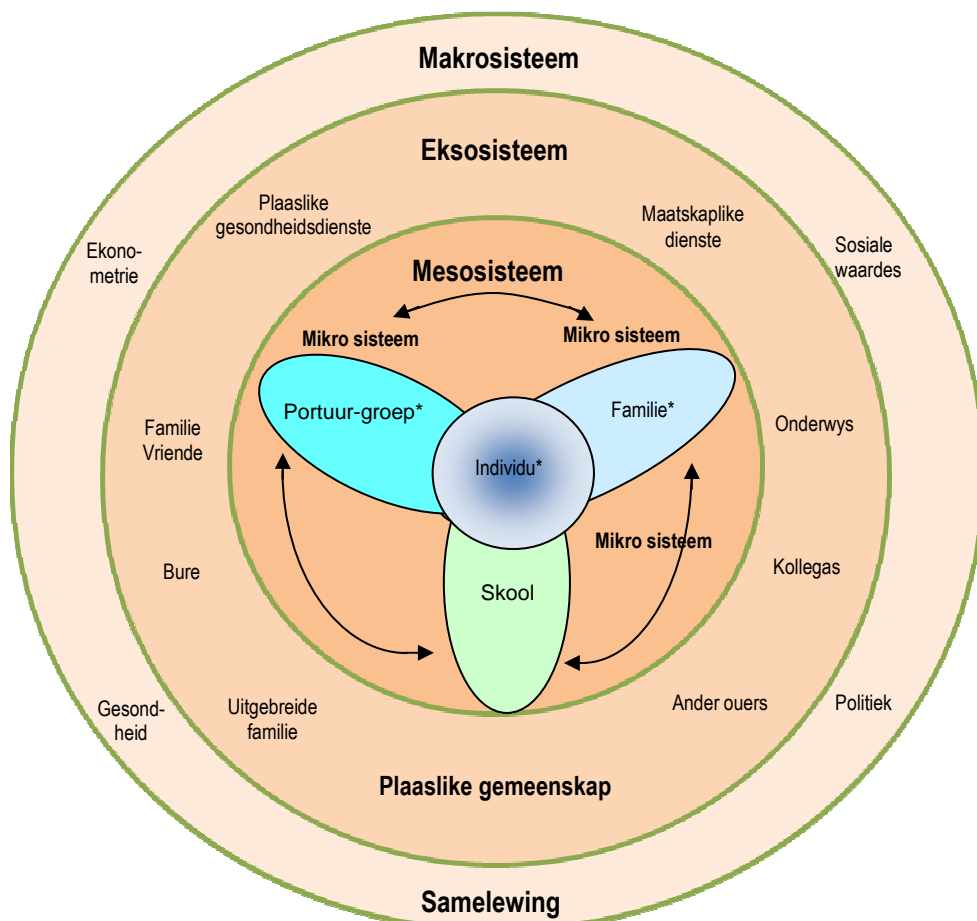 Makrosisteem
Eksosisteem
Plaaslike
gesondheidsdienste
Maatskaplike
dienste
Ekono-
metrie
Sosiale
waardes
Mesosisteem
Mikro sisteem
Mikro sisteem
Portuur-groep*
Familie*
Familie
Vriende
Onderwys
Individu*
Mikro sisteem
Bure
Kollegas
Skool
Gesond-
heid
Uitgebreide
familie
Ander ouers
Politiek
Plaaslike gemeenskap
Samelewing